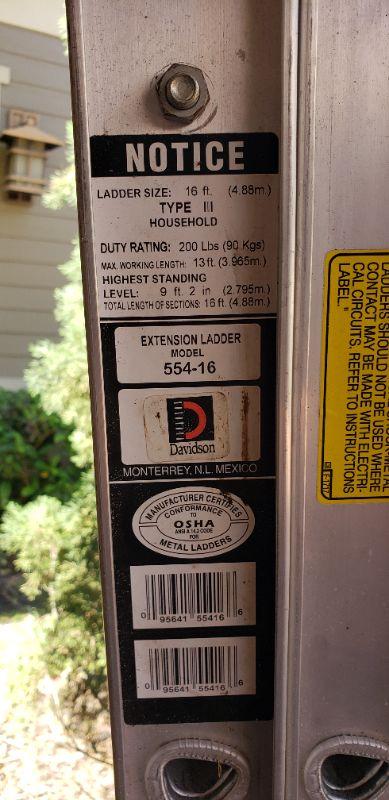 NOTICE
LADDER SIZE: 16 ft. (4.88m.)
TYPE III
HOUSEHOLD
DUTY RATING: 200 Lbs (90 Kgs)
MAX. WORKING LENGTH: 13 ft. (3.965m.)
HIGHEST STANDING
LEVEL: 9 ft. 2 in (2.795m.)
TOTAL LENGTH OF SECTIONS: 16 ft. (4.88m.)
EXTENSION LADDER
MODEL
554-16
Davidson
MONTERREY, N.L. MEXICO
MANUFACTURER CERTIFIES
CONFORMANCE
TO
OSHA
ANSI A 14.2 CODE
FOR
METAL LADDERS
0 95641 55416 6
0 95641 55416 6
LADDERS SHOULD NOT BE USED WHERE
CONTACT MAY BE MADE WITH ELECTRI-
CAL CIRCUITS. REFER TO INSTRUCTIONS
LABEL."